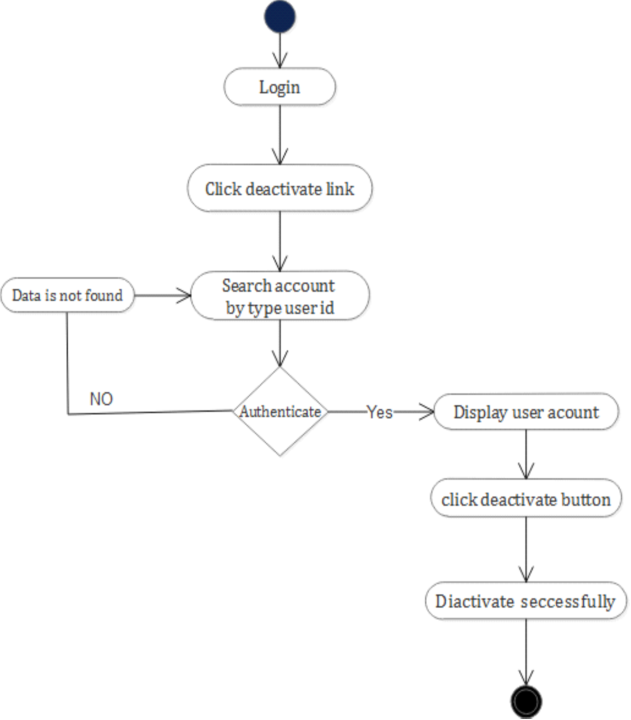 Login
Click deactivate link
Search account
by type user id
Data is not found
NO
Authenticate
Yes
Display user acount
click deactivate button
Diactivate seccessfully